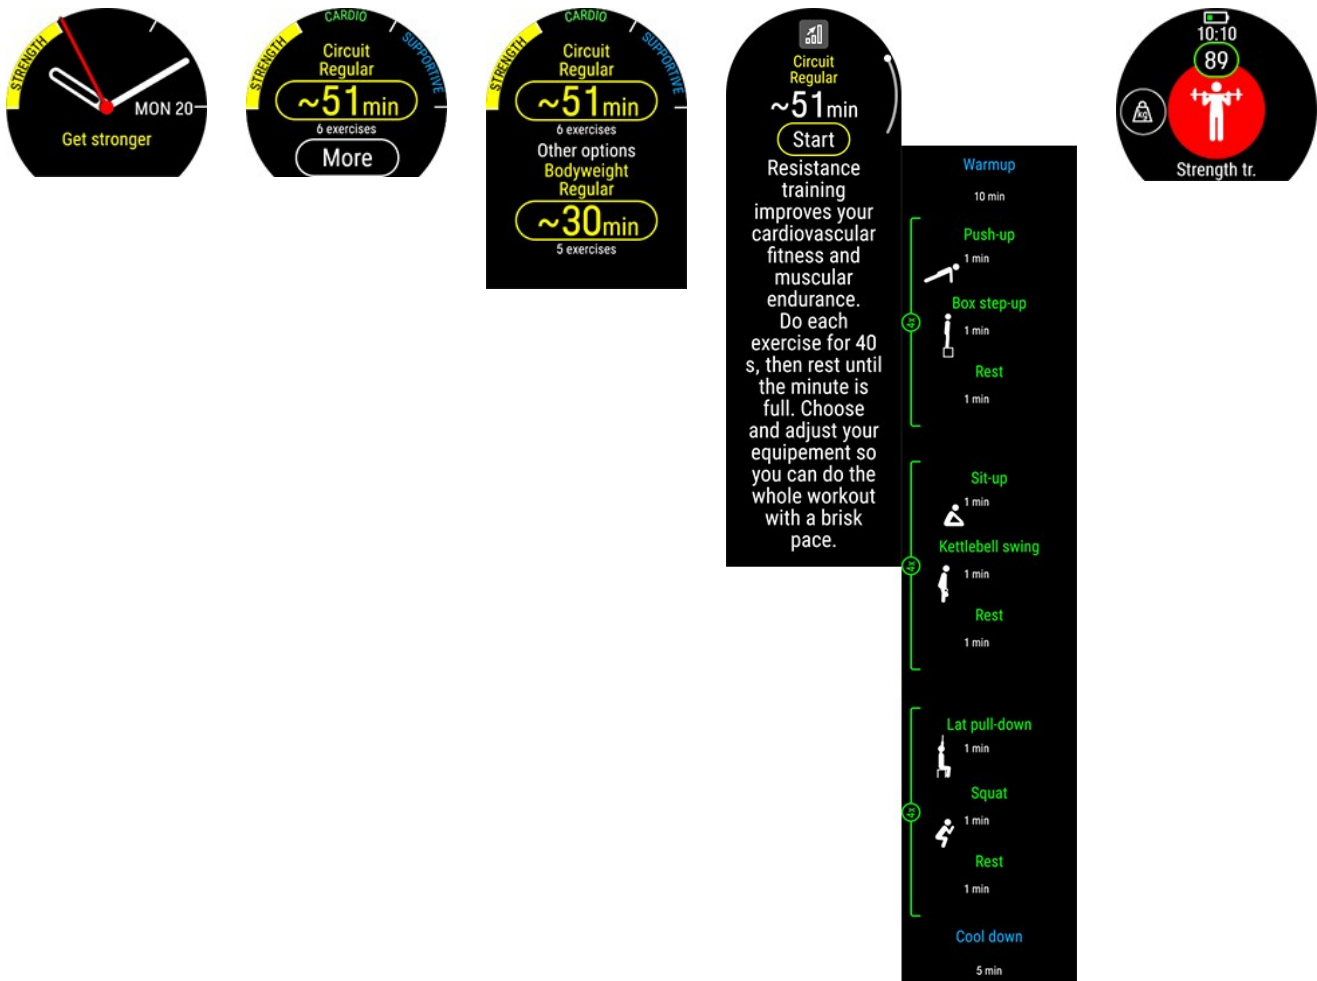 STRENGTH
MON 20
Get stronger
STRENGTH
CARDIO
SUPPORTIVE
Circuit
Regular
~51min
6 exercises
More
STRENGTH
CARDIO
SUPPORTIVE
Circuit
Regular
~51min
6 exercises
Other options
Bodyweight
Regular
~30min
5 exercises
Circuit
Regular
~51min
Start
Resistance
training
improves your
cardiovascular
fitness and
muscular
endurance.
Do each
exercise for 40
s, then rest until
the minute is
full. Choose
and adjust your
equipement so
you can do the
whole workout
with a brisk
pace.
Warmup
10 min
Push-up
1 min
Box step-up
4x
1 min
Rest
1 min
Sit-up
1 min
Kettlebell swing
4x
1 min
Rest
1 min
Lat pull-down
1 min
Squat
4x
1 min
Rest
1 min
Cool down
5 min
10:10
89
kg
Strength tr.